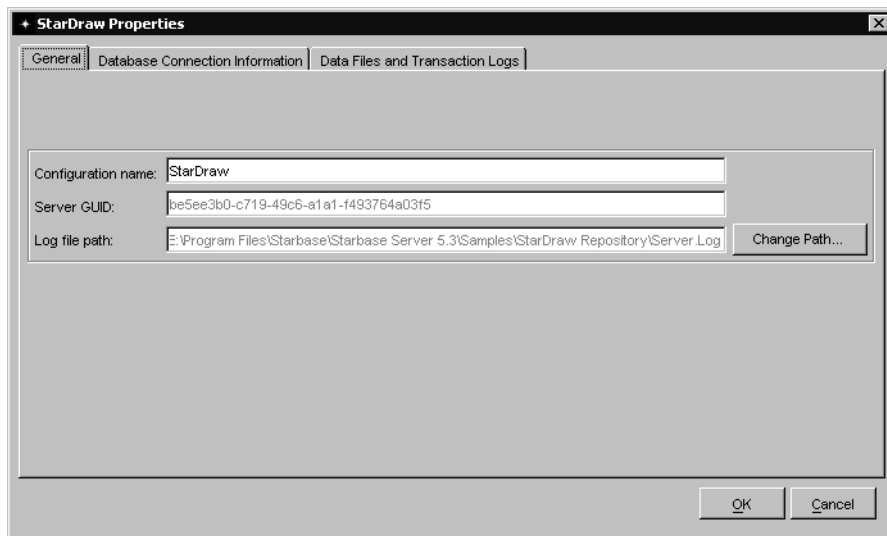 StarDraw Properties
General Database Connection Information Data Files and Transaction Logs
Configuration name: StarDraw
Server GUID: be5ee3b0-c719-49c6-a1a1-f493764a03f5
Log file path: E:\Program Files\Starbase\Starbase Server 5.3\Samples\StarDraw Repository\Server.Log Change Path...
OK Cancel